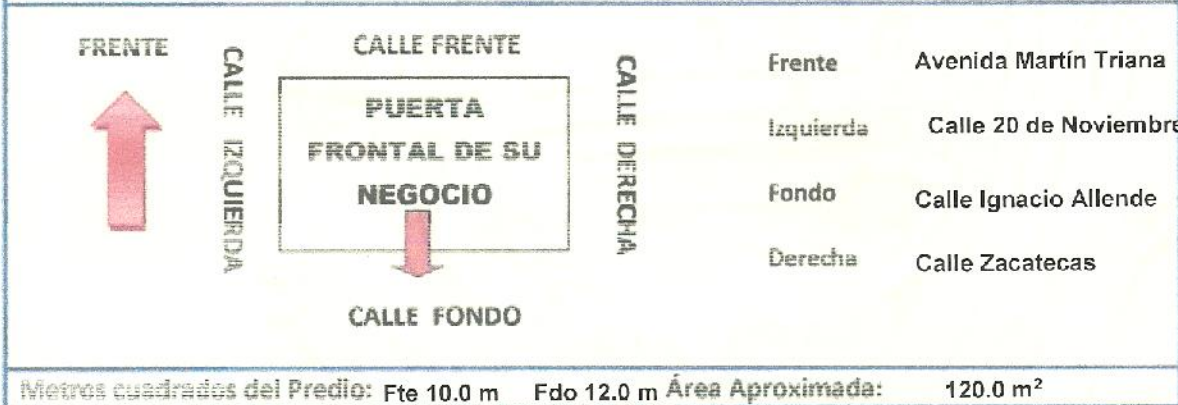 FRENTE
CALLE IZQUIERDA
CALLE FRENTE
PUERTA
FRONTAL DE SU
NEGOCIO
CALLE FONDO
CALLE DERECHA
Frente Avenida Martín Triana
Izquierda Calle 20 de Noviembre
Fondo Calle Ignacio Allende
Derecha Calle Zacatecas
Metros cuadrados del Predio: Fte 10.0 m Fdo 12.0 m Área Aproximada: 120.0 m²